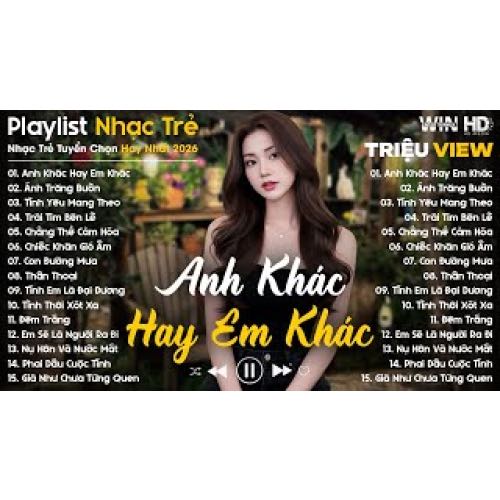 Playlist Nhạc Trẻ
Nhạc Trẻ Tuyển Chọn Hay Nhất 2026
01. Anh Khác Hay Em Khác
02. Ánh Trăng Buồn
03. Tình Yêu Mang Theo
04. Trái Tim Bên Lề
05. Chẳng Thể Cảm Hóa
06. Chiếc Khăn Gió Ấm
07. Con Đường Mưa
08. Thần Thoại
09. Tình Em Là Đại Dương
10. Tình Thôi Xót Xa
11. Đêm Trắng
12. Em Sẽ Là Người Ra Đi
13. Nụ Hôn Và Nước Mắt
14. Phai Dấu Cuộc Tình
15. Giá Như Chưa Từng Quen
WIN HD
TRIỆU VIEW
01. Anh Khác Hay Em Khác
02. Ánh Trăng Buồn
03. Tình Yêu Mang Theo
04. Trái Tim Bên Lề
05. Chẳng Thể Cảm Hóa
06. Chiếc Khăn Gió Ấm
07. Con Đường Mưa
08. Thần Thoại
09. Tình Em Là Đại Dương
10. Tình Thôi Xót Xa
11. Đêm Trắng
12. Em Sẽ Là Người Ra Đi
13. Nụ Hôn Và Nước Mắt
14. Phai Dấu Cuộc Tình
15. Giá Như Chưa Từng Quen
Anh Khác
Hay Em Khác